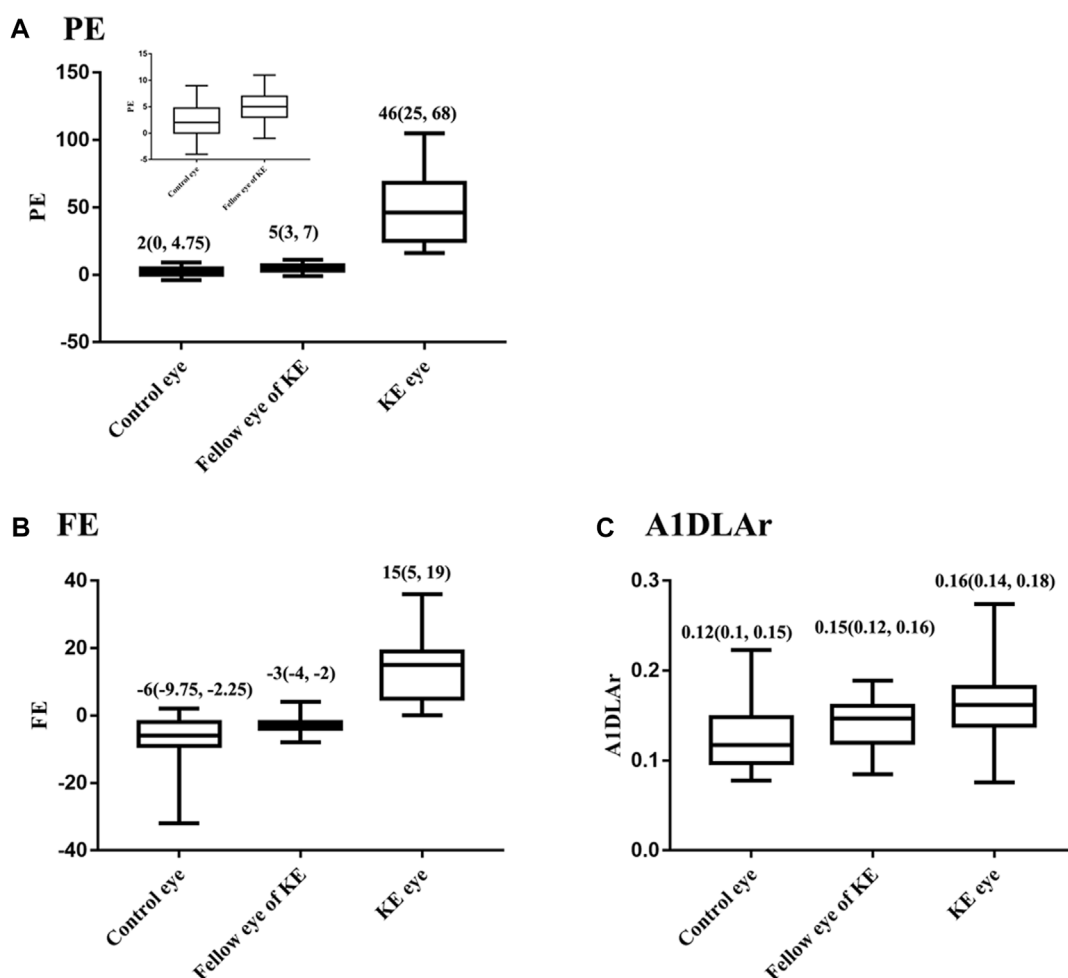 A PE
150
100
50
0
-50
PE
15
10
5
0
-5
PE
Control eye
Fellow eye of KE
2(0, 4.75)
5(3, 7)
46(25, 68)
Control eye
Fellow eye of KE
KE eye
B FE
40
20
0
-20
-40
FE
-6(-9.75, -2.25)
-3(-4, -2)
15(5, 19)
Control eye
Fellow eye of KE
KE eye
C A1DLAr
0.3
0.2
0.1
0.0
A1DLAr
0.12(0.1, 0.15)
0.15(0.12, 0.16)
0.16(0.14, 0.18)
Control eye
Fellow eye of KE
KE eye